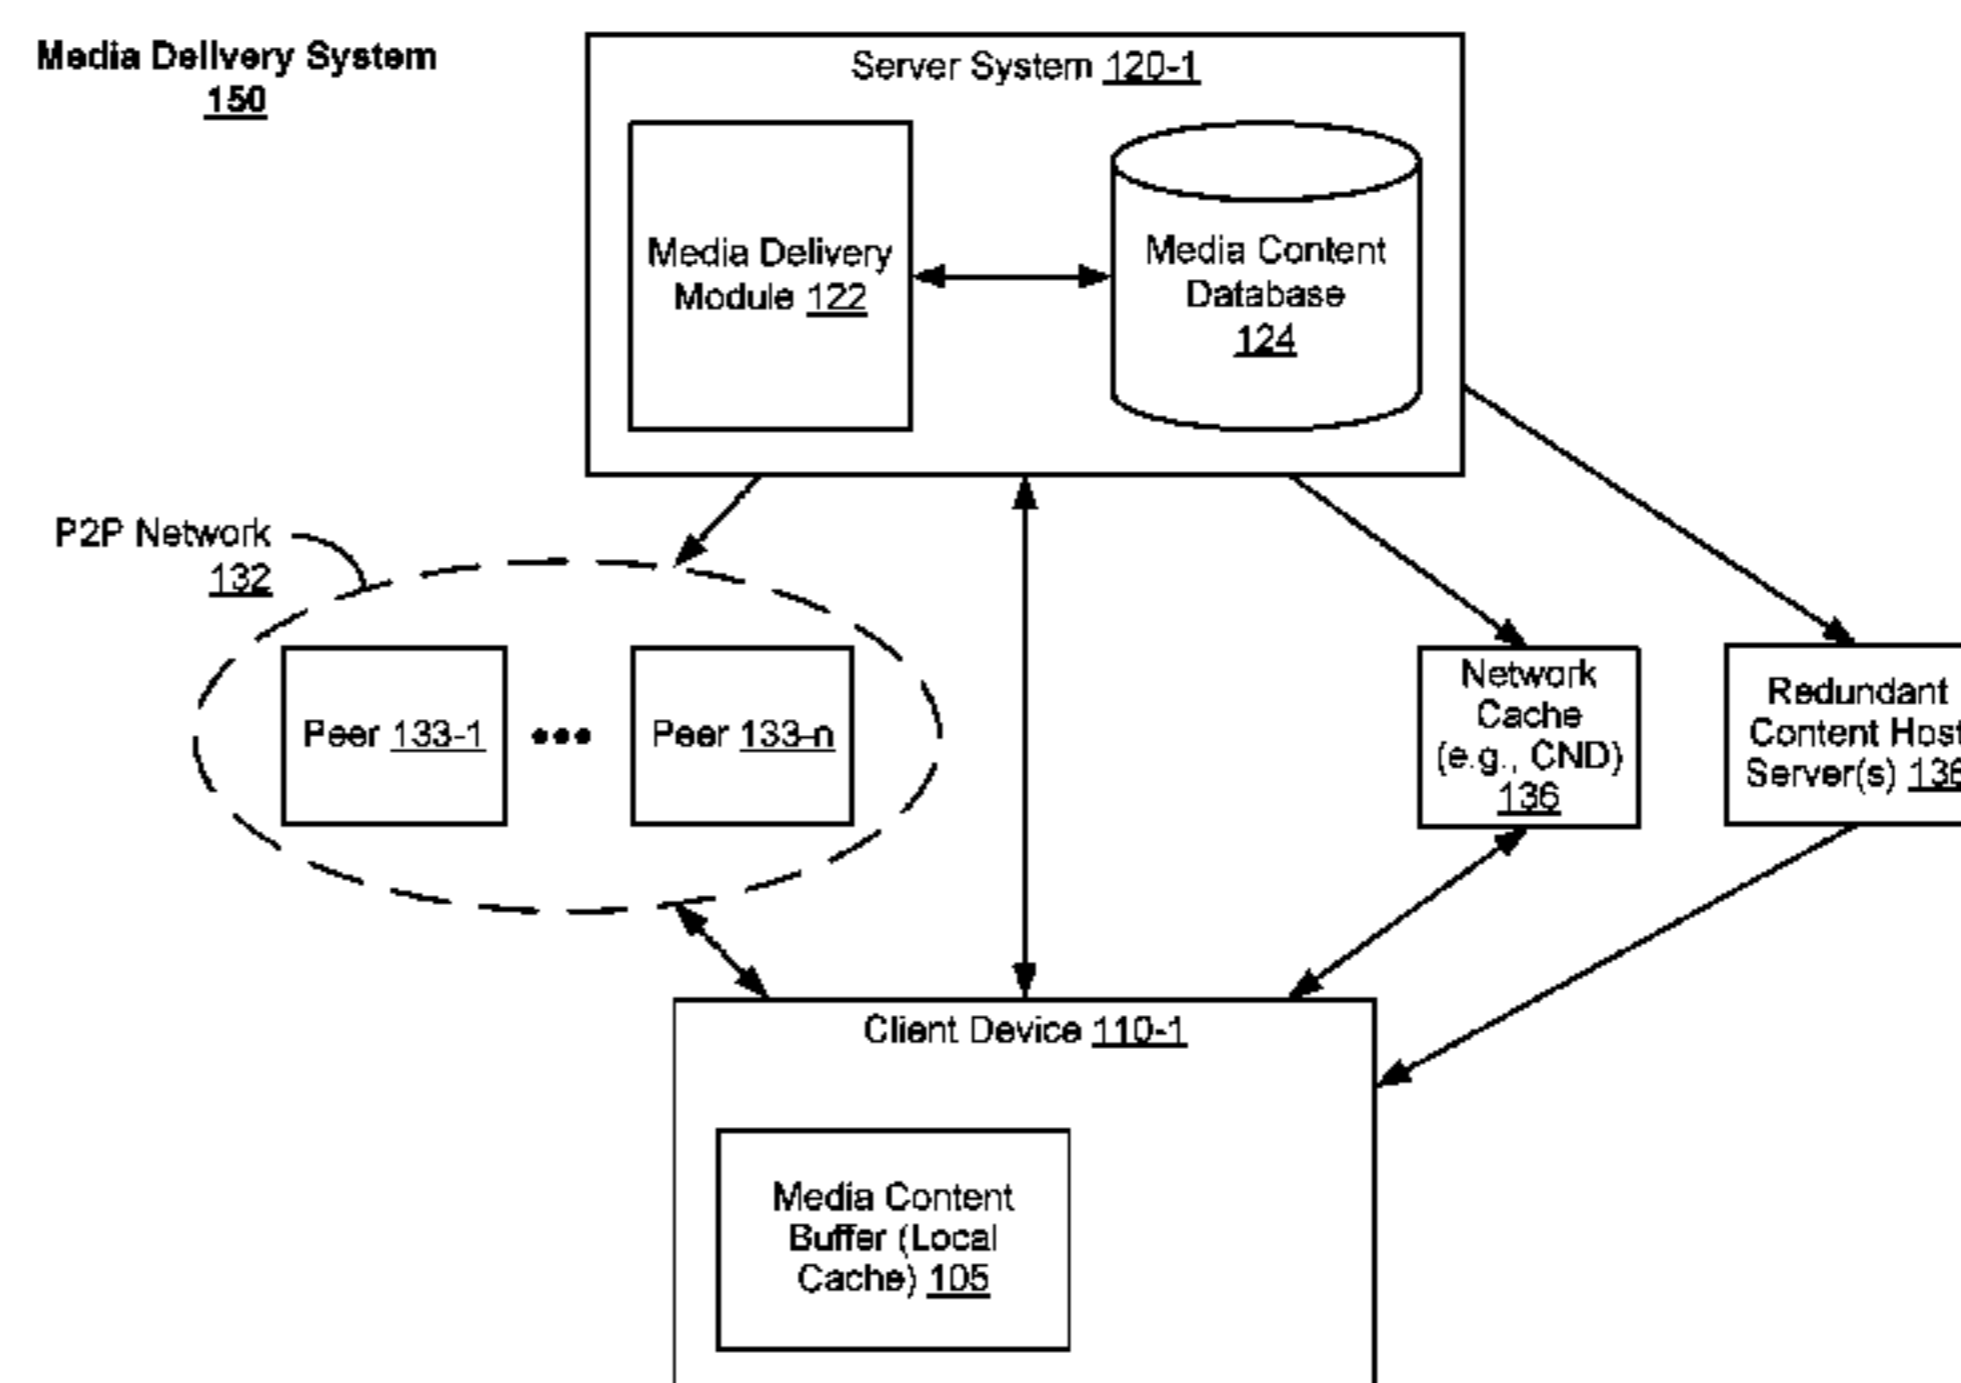 Media Delivery System
150
Server System 120-1
Media Delivery
Module 122
Media Content
Database
124
P2P Network
132
Peer 133-1
Peer 133-n
Network
Cache
(e.g., CND)
136
Redundant
Content Host
Server(s) 136
Client Device 110-1
Media Content
Buffer (Local
Cache) 105